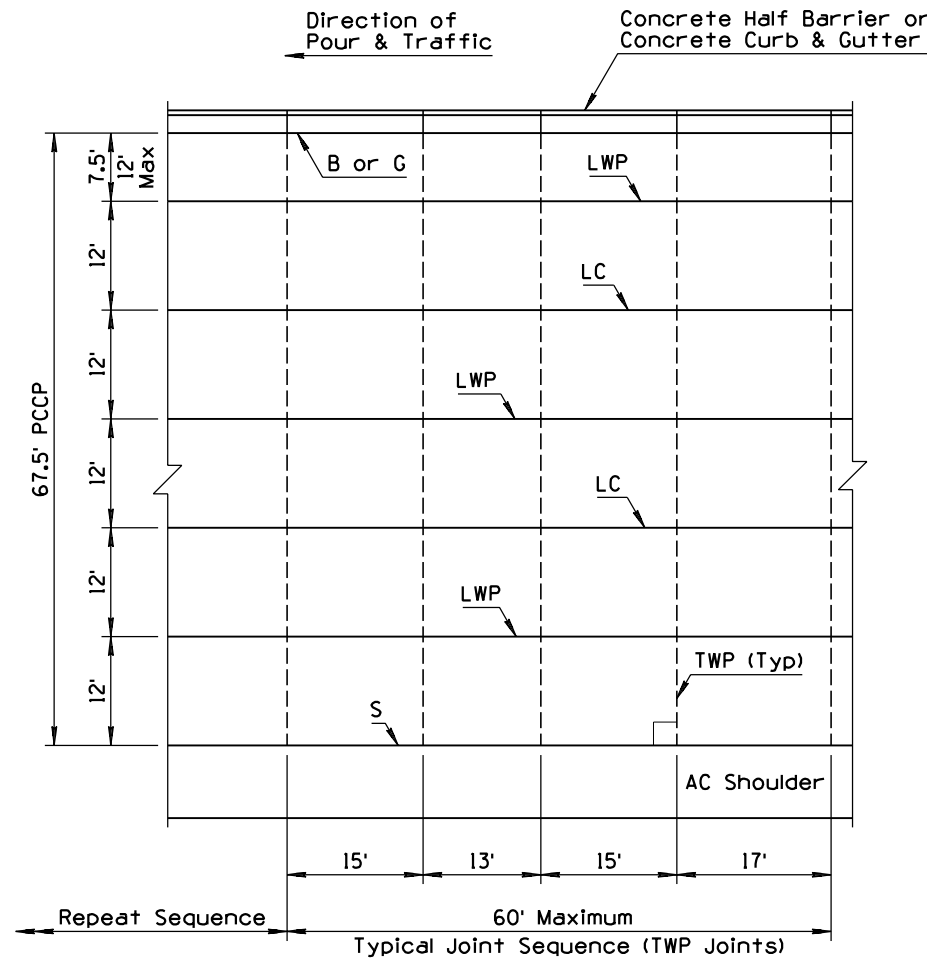 Direction of
Pour & Traffic
Concrete Half Barrier or
Concrete Curb & Gutter
7.5'
12'
Max
B or G
LWP
12'
LC
12'
LWP
67.5' PCCP
12'
LC
12'
LWP
12'
TWP (Typ)
S
AC Shoulder
15'
13'
15'
17'
Repeat Sequence
60' Maximum
Typical Joint Sequence (TWP Joints)